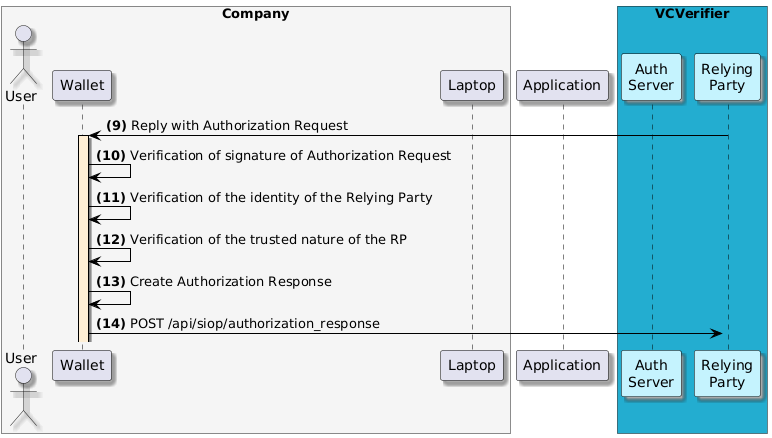 Company
VCVerifier
User
Wallet
Laptop
Application
Auth
Server
Relying
Party
(9) Reply with Authorization Request
(10) Verification of signature of Authorization Request
(11) Verification of the identity of the Relying Party
(12) Verification of the trusted nature of the RP
(13) Create Authorization Response
(14) POST /api/siop/authorization_response
User
Wallet
Laptop
Application
Auth
Server
Relying
Party